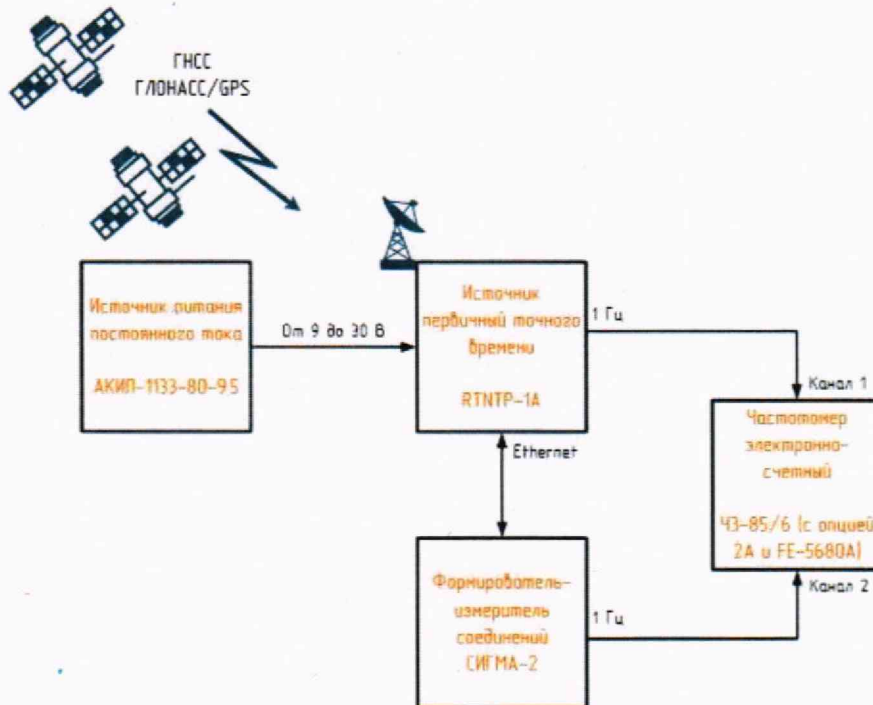 ГНСС
ГЛОНАСС/GPS
Источник питания
постоянного тока
АКИП-1133-80-9.5
От 9 до 30 В
Источник
первичный точного
времени
RTNTP-1A
1 Гц
Канал 1
Частотомер
электронно-
счетный
Ч3-85/6 (с опцией
2А и FE-5680A)
Канал 2
Ethernet
Формирователь-
измеритель
соединений
СИГМА-2
1 Гц